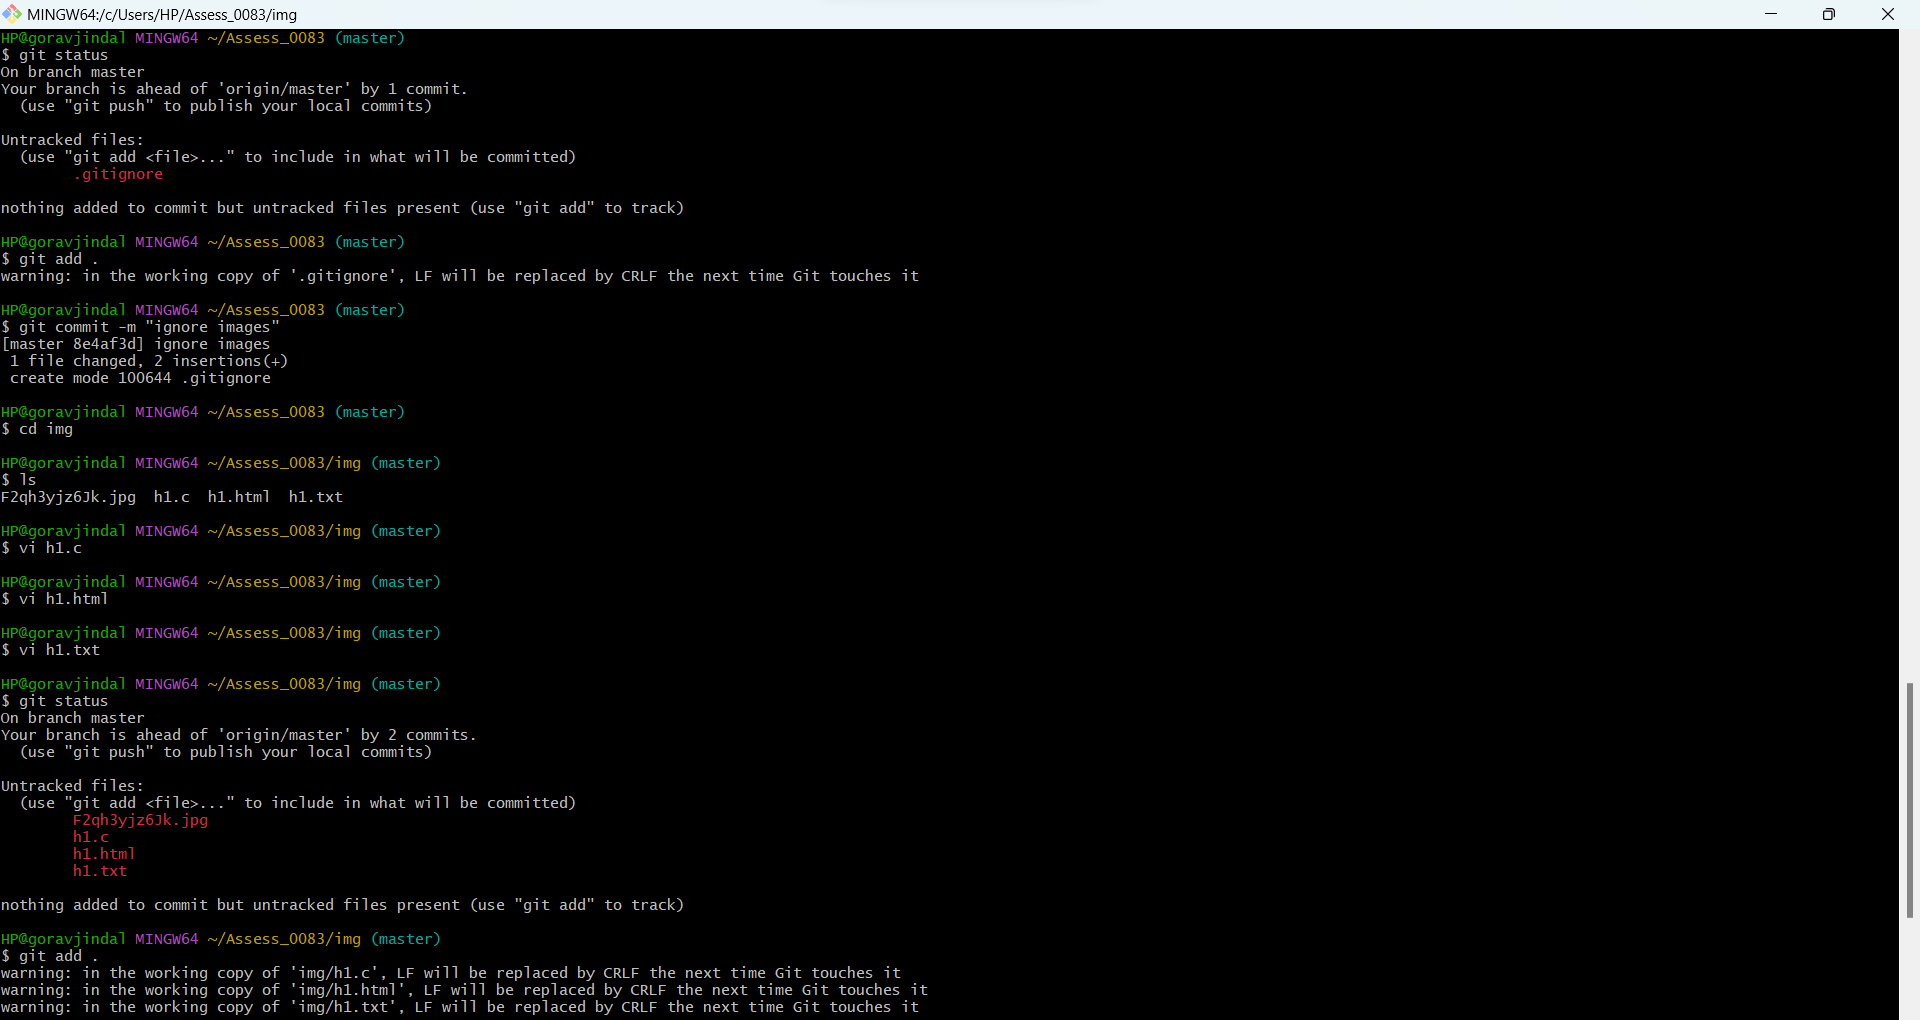 MINGW64:/c/Users/HP/Assess_0083/img
HP@goravjindal MINGW64 ~/Assess_0083 (master)
$ git status
On branch master
Your branch is ahead of 'origin/master' by 1 commit.
  (use "git push" to publish your local commits)
Untracked files:
  (use "git add <file>..." to include in what will be committed)
        .gitignore
nothing added to commit but untracked files present (use "git add" to track)
HP@goravjindal MINGW64 ~/Assess_0083 (master)
$ git add .
warning: in the working copy of '.gitignore', LF will be replaced by CRLF the next time Git touches it
HP@goravjindal MINGW64 ~/Assess_0083 (master)
$ git commit -m "ignore images"
[master 8e4af3d] ignore images
 1 file changed, 2 insertions(+)
 create mode 100644 .gitignore
HP@goravjindal MINGW64 ~/Assess_0083 (master)
$ cd img
HP@goravjindal MINGW64 ~/Assess_0083/img (master)
$ ls
F2qh3yjz6Jk.jpg  h1.c  h1.html  h1.txt
HP@goravjindal MINGW64 ~/Assess_0083/img (master)
$ vi h1.c
HP@goravjindal MINGW64 ~/Assess_0083/img (master)
$ vi h1.html
HP@goravjindal MINGW64 ~/Assess_0083/img (master)
$ vi h1.txt
HP@goravjindal MINGW64 ~/Assess_0083/img (master)
$ git status
On branch master
Your branch is ahead of 'origin/master' by 2 commits.
  (use "git push" to publish your local commits)
Untracked files:
  (use "git add <file>..." to include in what will be committed)
        F2qh3yjz6Jk.jpg
        h1.c
        h1.html
        h1.txt
nothing added to commit but untracked files present (use "git add" to track)
HP@goravjindal MINGW64 ~/Assess_0083/img (master)
$ git add .
warning: in the working copy of 'img/h1.c', LF will be replaced by CRLF the next time Git touches it
warning: in the working copy of 'img/h1.html', LF will be replaced by CRLF the next time Git touches it
warning: in the working copy of 'img/h1.txt', LF will be replaced by CRLF the next time Git touches it